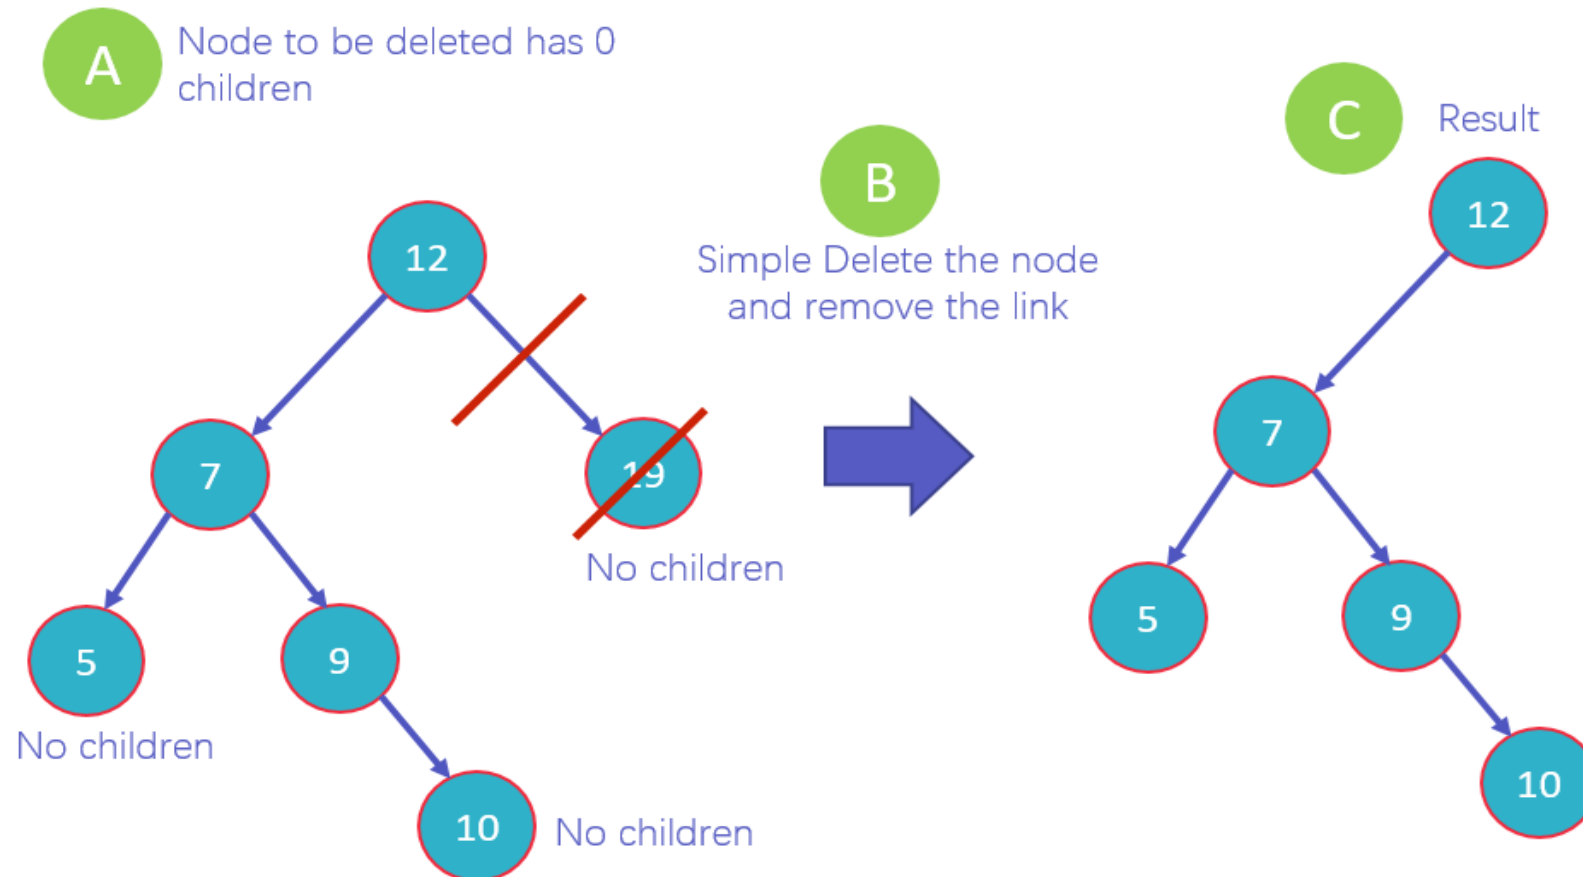 A
Node to be deleted has 0
children
12
7
19
No children
5
9
No children
10
No children
B
Simple Delete the node
and remove the link
C
Result
12
7
5
9
10